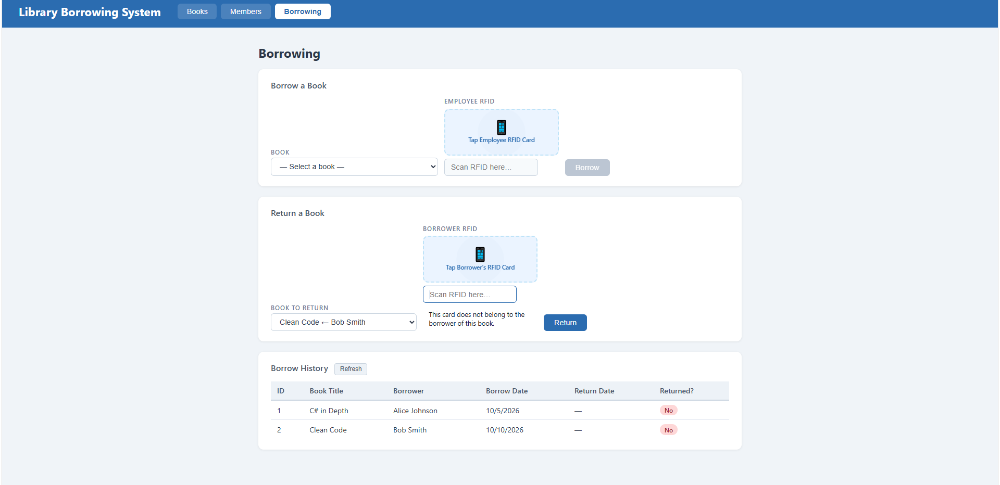 Library Borrowing System
Books
Members
Borrowing
Borrowing
Borrow a Book
EMPLOYEE RFID
Tap Employee RFID Card
BOOK
— Select a book —
Scan RFID here...
Borrow
Return a Book
BORROWER RFID
Tap Borrower's RFID Card
Scan RFID here...
BOOK TO RETURN
Clean Code ← Bob Smith
This card does not belong to the
borrower of this book.
Return
Borrow History
Refresh
ID Book Title Borrower Borrow Date Return Date Returned?
1 C# in Depth Alice Johnson 10/5/2026 — No
2 Clean Code Bob Smith 10/10/2026 — No